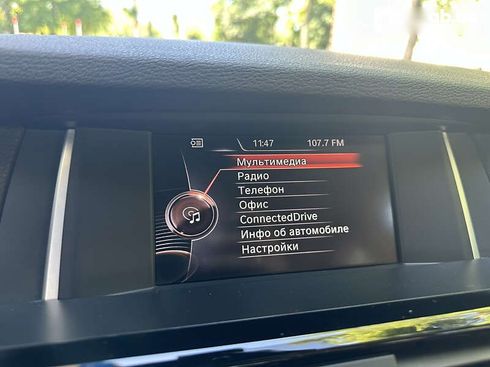 11:47 107.7 FM
Мультимедиа
Радио
Телефон
Офис
ConnectedDrive
Инфо об автомобиле
Настройки